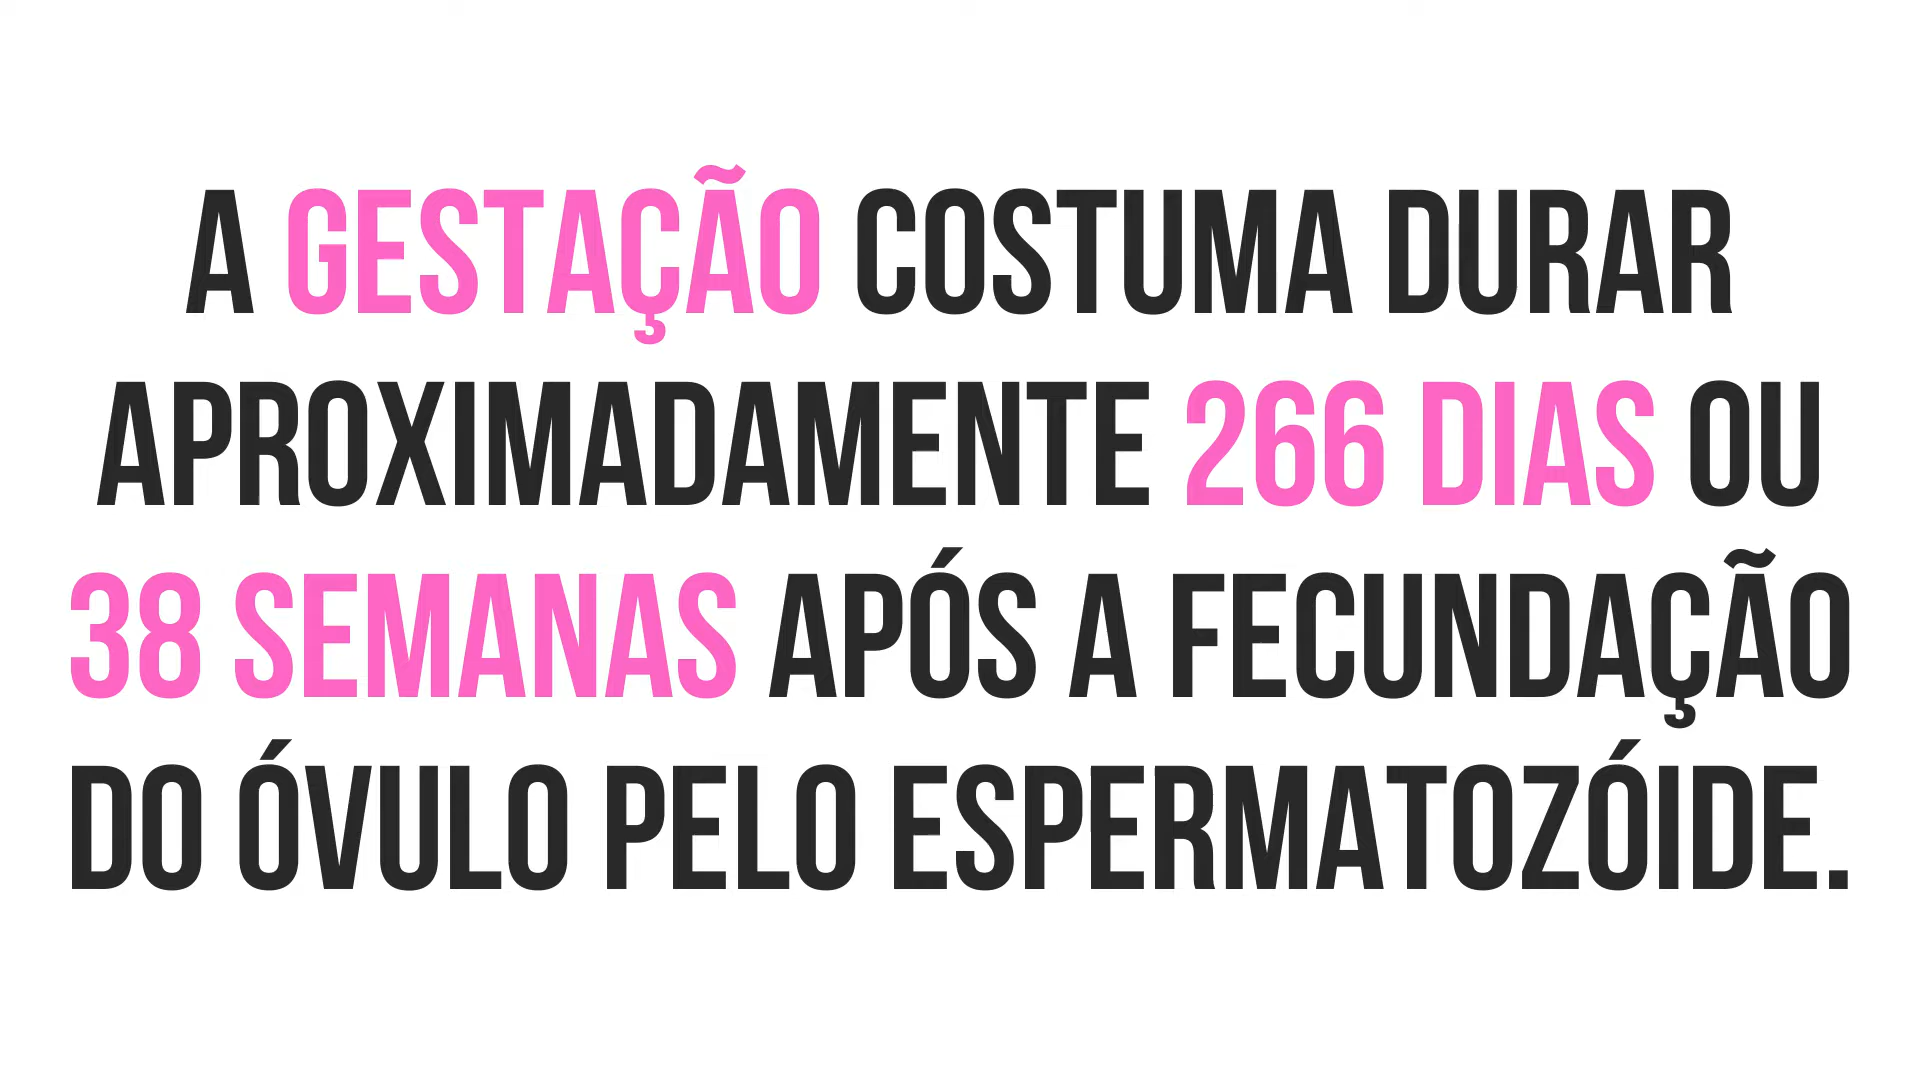 A GESTAÇÃO COSTUMA DURAR
APROXIMADAMENTE 266 DIAS OU
38 SEMANAS APÓS A FECUNDAÇÃO
DO ÓVULO PELO ESPERMATOZÓIDE.